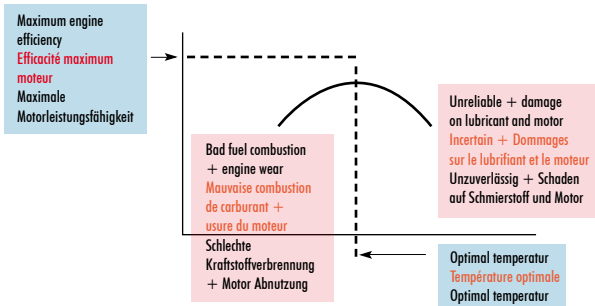 Maximum engine
efficiency
Efficacité maximum
moteur
Maximale
Motorleistungsfähigkeit
Bad fuel combustion
+ engine wear
Mauvaise combustion
de carburant +
usure du moteur
Schlechte
Kraftstoffverbrennung
+ Motor Abnutzung
Unreliable + damage
on lubricant and motor
Incertain + Dommages
sur le lubrifiant et le moteur
Unzuverlässig + Schaden
auf Schmierstoff und Motor
Optimal temperatur
Température optimale
Optimal temperatur